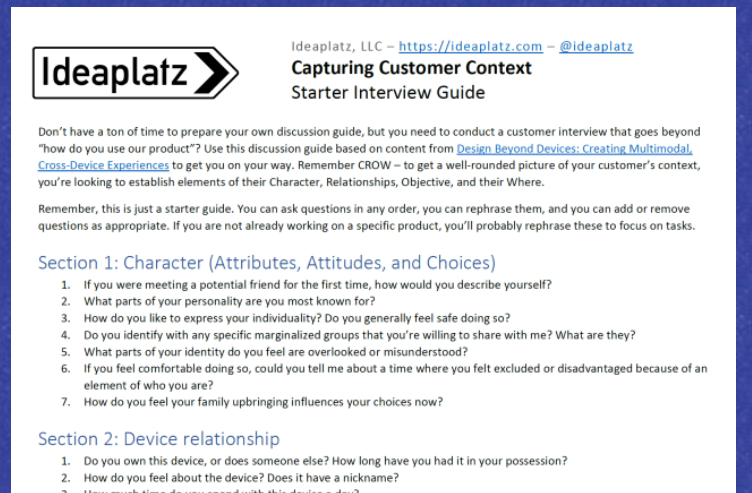 Ideaplatz
Ideaplatz, LLC – https://ideaplatz.com – @ideaplatz
Capturing Customer Context
Starter Interview Guide
Don’t have a ton of time to prepare your own discussion guide, but you need to conduct a customer interview that goes beyond
“how do you use our product”? Use this discussion guide based on content from Design Beyond Devices: Creating Multimodal,
Cross-Device Experiences to get you on your way. Remember CROW – to get a well-rounded picture of your customer’s context,
you’re looking to establish elements of their Character, Relationships, Objective, and their Where.
Remember, this is just a starter guide. You can ask questions in any order, you can rephrase them, and you can add or remove
questions as appropriate. If you are not already working on a specific product, you’ll probably rephrase these to focus on tasks.
Section 1: Character (Attributes, Attitudes, and Choices)
1. If you were meeting a potential friend for the first time, how would you describe yourself?
2. What parts of your personality are you most known for?
3. How do you like to express your individuality? Do you generally feel safe doing so?
4. Do you identify with any specific marginalized groups that you’re willing to share with me? What are they?
5. What parts of your identity do you feel are overlooked or misunderstood?
6. If you feel comfortable doing so, could you tell me about a time where you felt excluded or disadvantaged because of an
element of who you are?
7. How do you feel your family upbringing influences your choices now?
Section 2: Device relationship
1. Do you own this device, or does someone else? How long have you had it in your possession?
2. How do you feel about the device? Does it have a nickname?
3. How much time do you spend with this device a day?